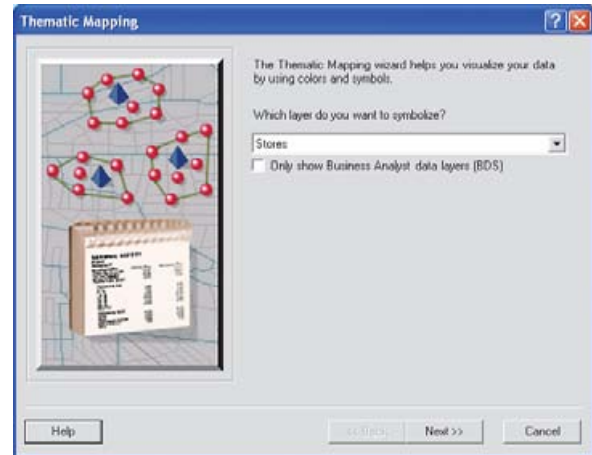 Thematic Mapping
The Thematic Mapping wizard helps you visualize your data
by using colors and symbols.
Which layer do you want to symbolize?
Stores
Only show Business Analyst data layers (BDS)
Help
<< Back
Next >>
Cancel